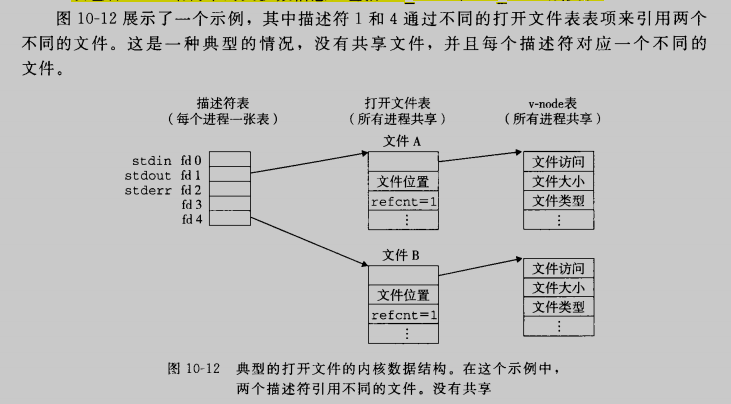 图 10-12 展示了一个示例，其中描述符 1 和 4 通过不同的打开文件表表项来引用两个
不同的文件。这是一种典型的情况，没有共享文件，并且每个描述符对应一个不同的
文件。
描述符表
（每个进程一张表）
打开文件表
（所有进程共享）
v-node表
（所有进程共享）
文件 A
stdin fd 0
stdout fd 1
stderr fd 2
fd 3
fd 4
文件位置
refcnt=1
⋮
文件访问
文件大小
文件类型
⋮
文件 B
文件位置
refcnt=1
⋮
文件访问
文件大小
文件类型
⋮
图 10-12 典型的打开文件的内核数据结构。在这个示例中，
两个描述符引用不同的文件。没有共享